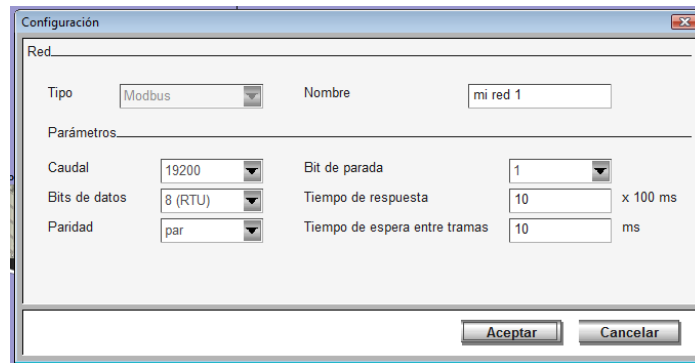 Configuración
Red
Tipo Modbus Nombre mi red 1
Parámetros
Caudal 19200 Bit de parada 1
Bits de datos 8 (RTU) Tiempo de respuesta 10 x 100 ms
Paridad par Tiempo de espera entre tramas 10 ms
Aceptar Cancelar